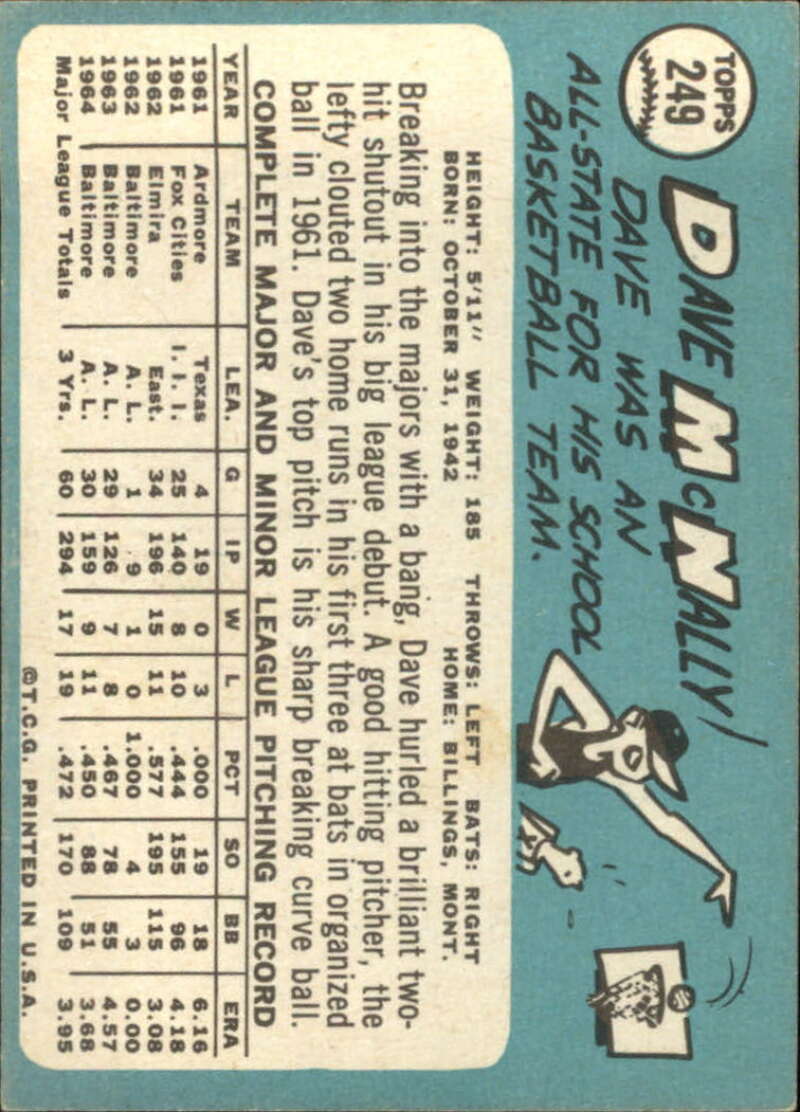 TOPPS
249
DAVE McNALLY
DAVE WAS AN
ALL-STATE FOR HIS SCHOOL
BASKETBALL TEAM.
HEIGHT: 5'11" WEIGHT: 185 THROWS: LEFT BATS: RIGHT
BORN: OCTOBER 31, 1942 HOME: BILLINGS, MONT.
Breaking into the majors with a bang, Dave hurled a brilliant two-
hit shutout in his big league debut. A good hitting pitcher, the
lefty clouted two home runs in his first three at bats in organized
ball in 1961. Dave's top pitch is his sharp breaking curve ball.
COMPLETE MAJOR AND MINOR LEAGUE PITCHING RECORD
YEAR TEAM LEA. G IP W L PCT SO BB ERA
1961 Ardmore Texas 4 19 0 3 .000 19 18 6.16
1961 Fox Cities I. I. I. 25 140 8 10 .444 155 96 4.18
1962 Elmira East. 34 196 15 11 .577 195 115 3.08
1962 Baltimore A. L. 1 9 1 0 1.000 4 3 0.00
1963 Baltimore A. L. 29 126 7 8 .467 78 55 4.57
1964 Baltimore A. L. 30 159 9 11 .450 88 51 3.68
Major League Totals 3 Yrs. 60 294 17 19 .472 170 109 3.95
©T.C.G. PRINTED IN U.S.A.